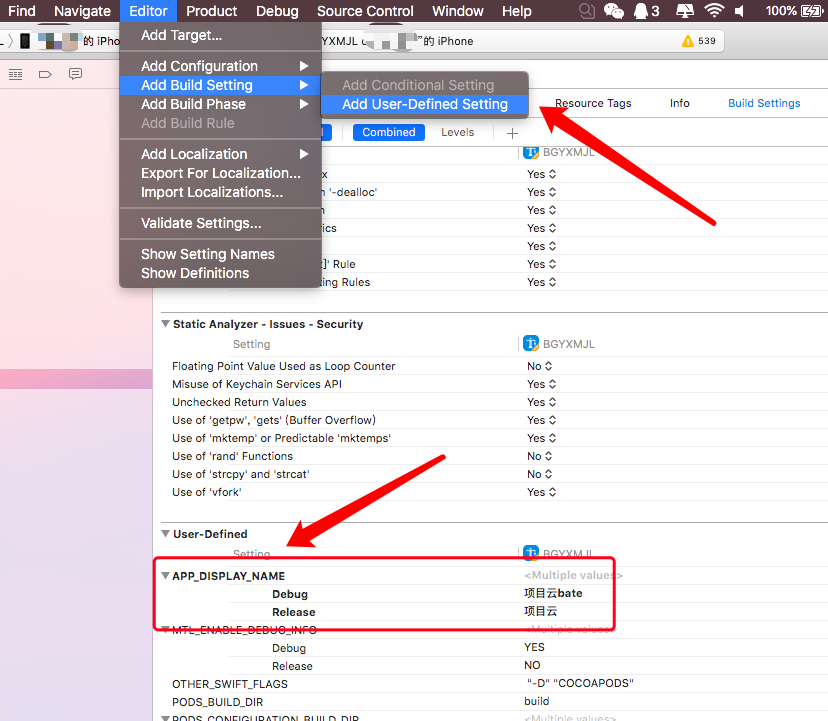 Find Navigate Editor Product Debug Source Control Window Help 3 100%
的 iPho YXMJL ”的 iPhone 539
Add Target...
Add Configuration
Add Build Setting
Add Build Phase
Add Build Rule
Add Localization
Export For Localization...
Import Localizations...
Validate Settings...
Show Setting Names
Show Definitions
Add Conditional Setting
Add User-Defined Setting
Resource Tags Info Build Settings
Combined Levels
BGYXMJL
Yes
'-dealloc' Yes
Yes
ics Yes
Yes
]' Rule Yes
ing Rules Yes
Static Analyzer - Issues - Security
Setting BGYXMJL
Floating Point Value Used as Loop Counter No
Misuse of Keychain Services API Yes
Unchecked Return Values Yes
Use of 'getpw', 'gets' (Buffer Overflow) Yes
Use of 'mktemp' or Predictable 'mktemps' Yes
Use of 'rand' Functions No
Use of 'strcpy' and 'strcat' No
Use of 'vfork' Yes
User-Defined
Setting BGYXMJL
APP_DISPLAY_NAME <Multiple values>
Debug 项目云bate
Release 项目云
MTL_ENABLE_DEBUG_INFO <Multiple values>
Debug YES
Release NO
OTHER_SWIFT_FLAGS "-D" "COCOAPODS"
PODS_BUILD_DIR build
PODS_CONFIGURATION_BUILD_DIR <Multiple values>